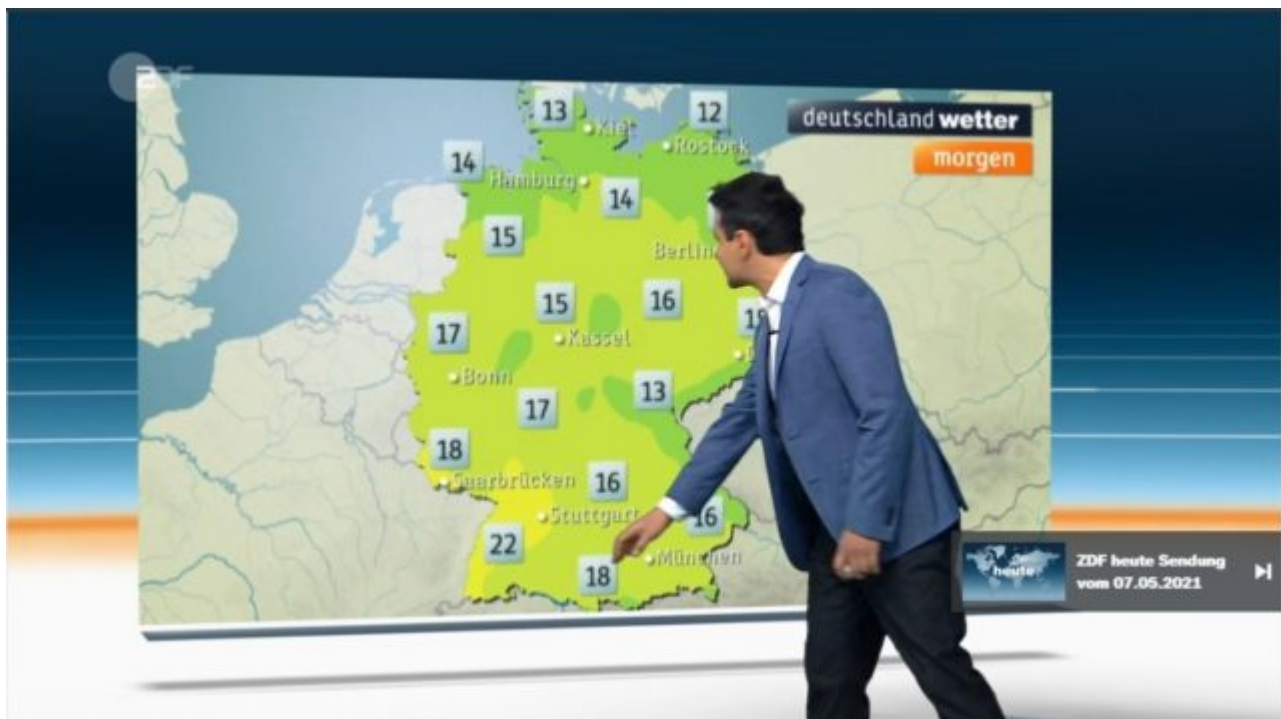 ZDF
13
12
deutschland wetter
Kiel
Rostock
morgen
14
Hamburg
14
15
Berlin
15
16
17
Kassel
Bonn
13
17
18
Saarbrücken
16
Stuttgart
16
22
München
18
heute
ZDF heute Sendung
vom 07.05.2021